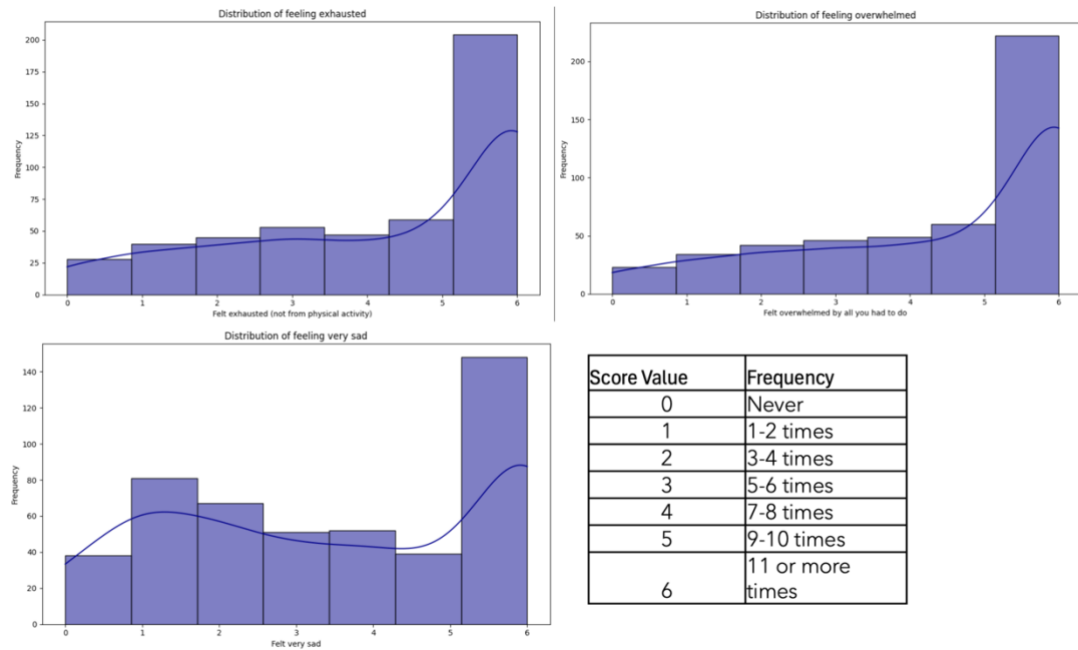 Distribution of feeling exhausted
Frequency
200
175
150
125
100
75
50
25
0
0 1 2 3 4 5 6
Felt exhausted (not from physical activity)
Distribution of feeling overwhelmed
Frequency
200
150
100
50
0
0 1 2 3 4 5 6
Felt overwhelmed by all you had to do
Distribution of feeling very sad
Frequency
140
120
100
80
60
40
20
0
0 1 2 3 4 5 6
Felt very sad
Score Value Frequency
0 Never
1 1-2 times
2 3-4 times
3 5-6 times
4 7-8 times
5 9-10 times
6 11 or more
times